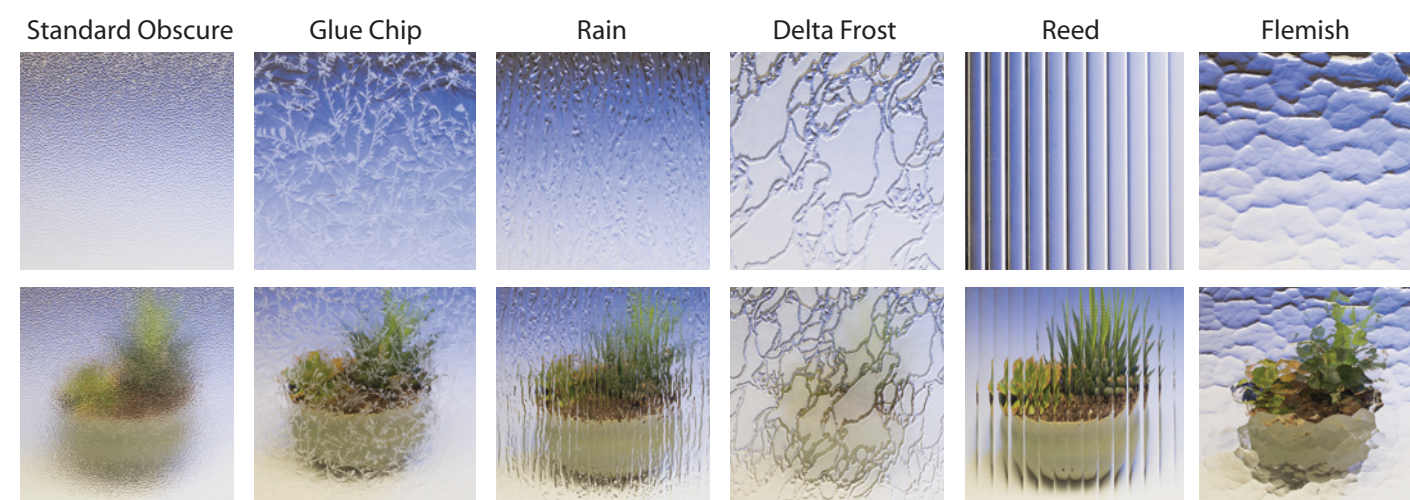 Standard Obscure
Glue Chip
Rain
Delta Frost
Reed
Flemish